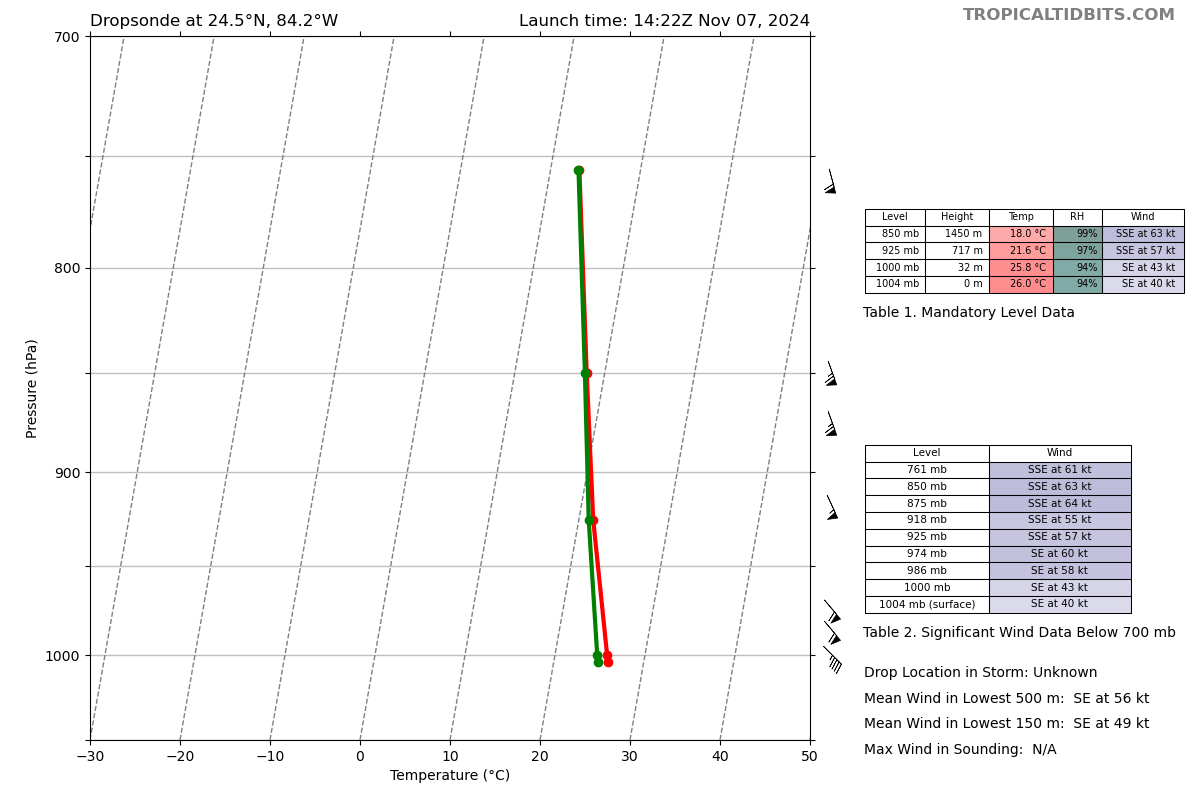 Dropsonde at 24.5°N, 84.2°W
Launch time: 14:22Z Nov 07, 2024
TROPICALTIDBITS.COM
700
800
900
1000
Pressure (hPa)
−30 −20 −10 0 10 20 30 40 50
Temperature (°C)
Level Height Temp RH Wind
850 mb 1450 m 18.0 °C 99% SSE at 63 kt
925 mb 717 m 21.6 °C 97% SSE at 57 kt
1000 mb 32 m 25.8 °C 94% SE at 43 kt
1004 mb 0 m 26.0 °C 94% SE at 40 kt
Table 1. Mandatory Level Data
Level Wind
761 mb SSE at 61 kt
850 mb SSE at 63 kt
875 mb SSE at 64 kt
918 mb SSE at 55 kt
925 mb SSE at 57 kt
974 mb SE at 60 kt
986 mb SE at 58 kt
1000 mb SE at 43 kt
1004 mb (surface) SE at 40 kt
Table 2. Significant Wind Data Below 700 mb
Drop Location in Storm: Unknown
Mean Wind in Lowest 500 m: SE at 56 kt
Mean Wind in Lowest 150 m: SE at 49 kt
Max Wind in Sounding: N/A